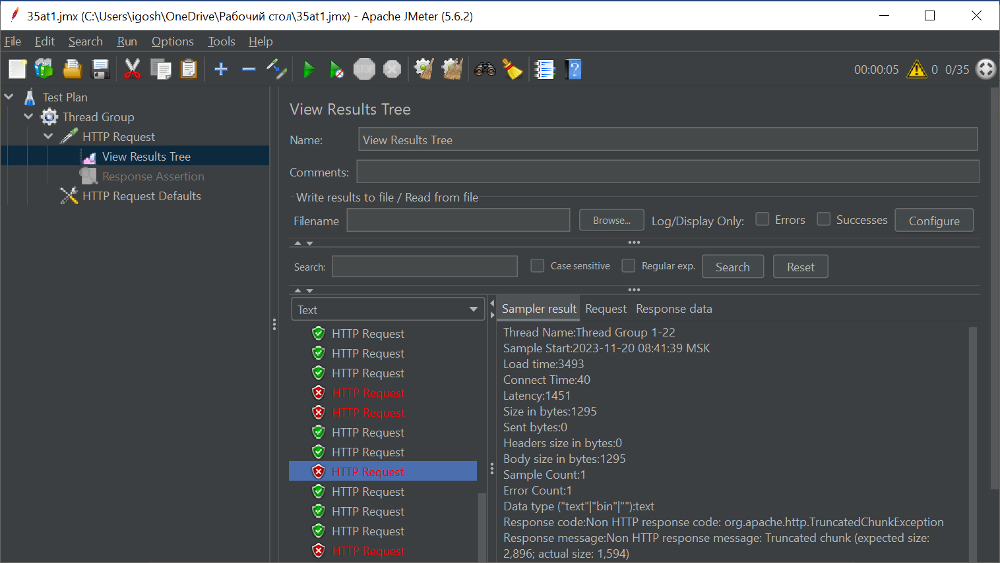 35at1.jmx (C:\Users\igosh\OneDrive\Рабочий стол\35at1.jmx) - Apache JMeter (5.6.2)
File Edit Search Run Options Tools Help
STOP
00:00:05 0 0/35
Test Plan
Thread Group
HTTP Request
View Results Tree
Response Assertion
HTTP Request Defaults
View Results Tree
Name: View Results Tree
Comments:
Write results to file / Read from file
Filename Browse... Log/Display Only: Errors Successes Configure
Search: Case sensitive Regular exp. Search Reset
Text
HTTP Request
HTTP Request
HTTP Request
HTTP Request
HTTP Request
HTTP Request
HTTP Request
HTTP Request
HTTP Request
HTTP Request
HTTP Request
HTTP Request
Sampler result Request Response data
Thread Name:Thread Group 1-22
Sample Start:2023-11-20 08:41:39 MSK
Load time:3493
Connect Time:40
Latency:1451
Size in bytes:1295
Sent bytes:0
Headers size in bytes:0
Body size in bytes:1295
Sample Count:1
Error Count:1
Data type ("text"|"bin"|""):text
Response code:Non HTTP response code: org.apache.http.TruncatedChunkException
Response message:Non HTTP response message: Truncated chunk (expected size:
2,896; actual size: 1,594)